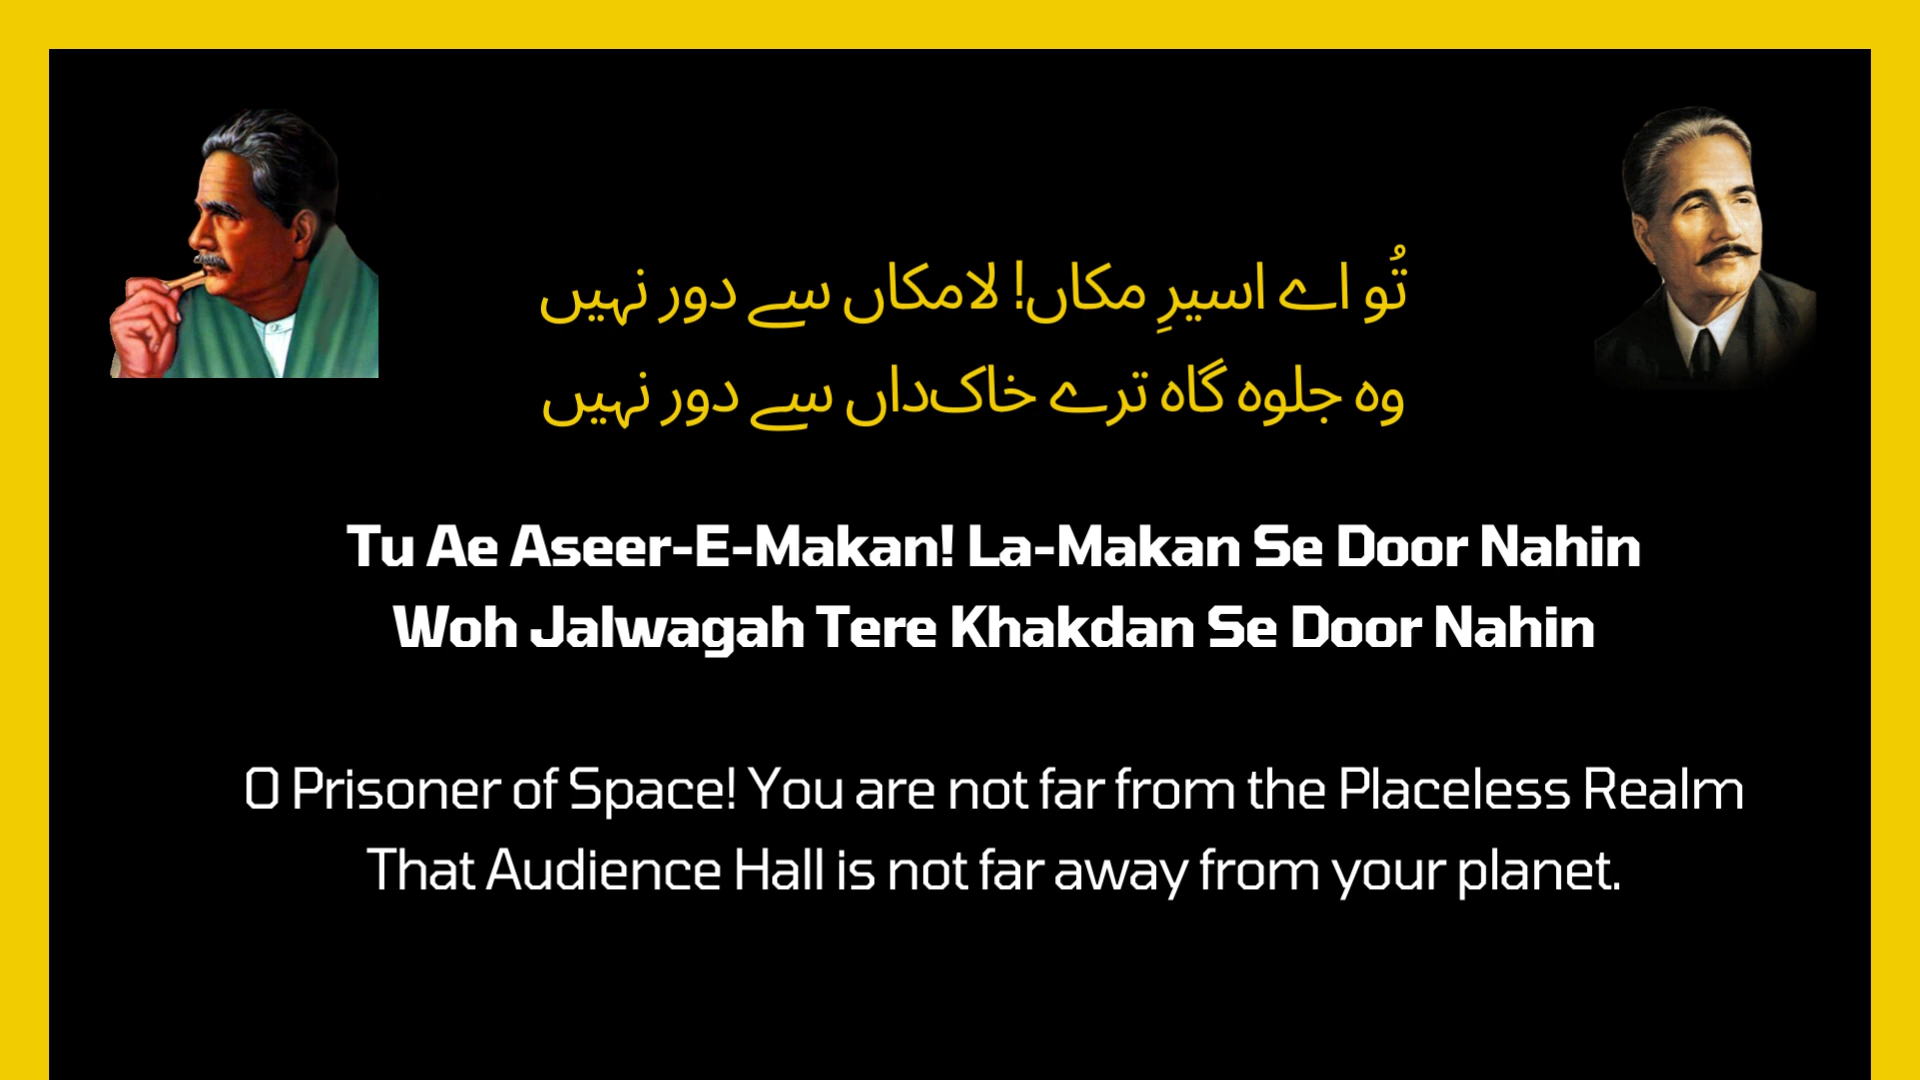 تُو اے اسیرِ مکاں! لامکاں سے دور نہیں
وہ جلوہ گاہ ترے خاک‌داں سے دور نہیں
Tu Ae Aseer-E-Makan! La-Makan Se Door Nahin
Woh Jalwagah Tere Khakdan Se Door Nahin
O Prisoner of Space! You are not far from the Placeless Realm
That Audience Hall is not far away from your planet.